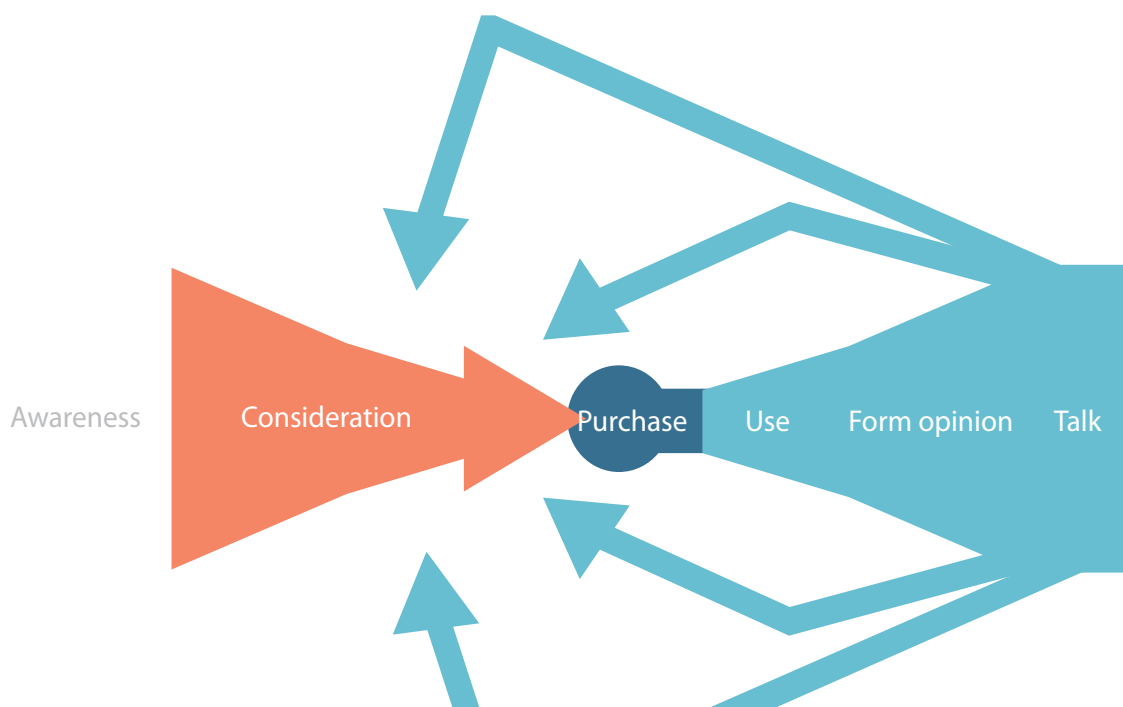 Awareness
Consideration
Purchase
Use
Form opinion
Talk